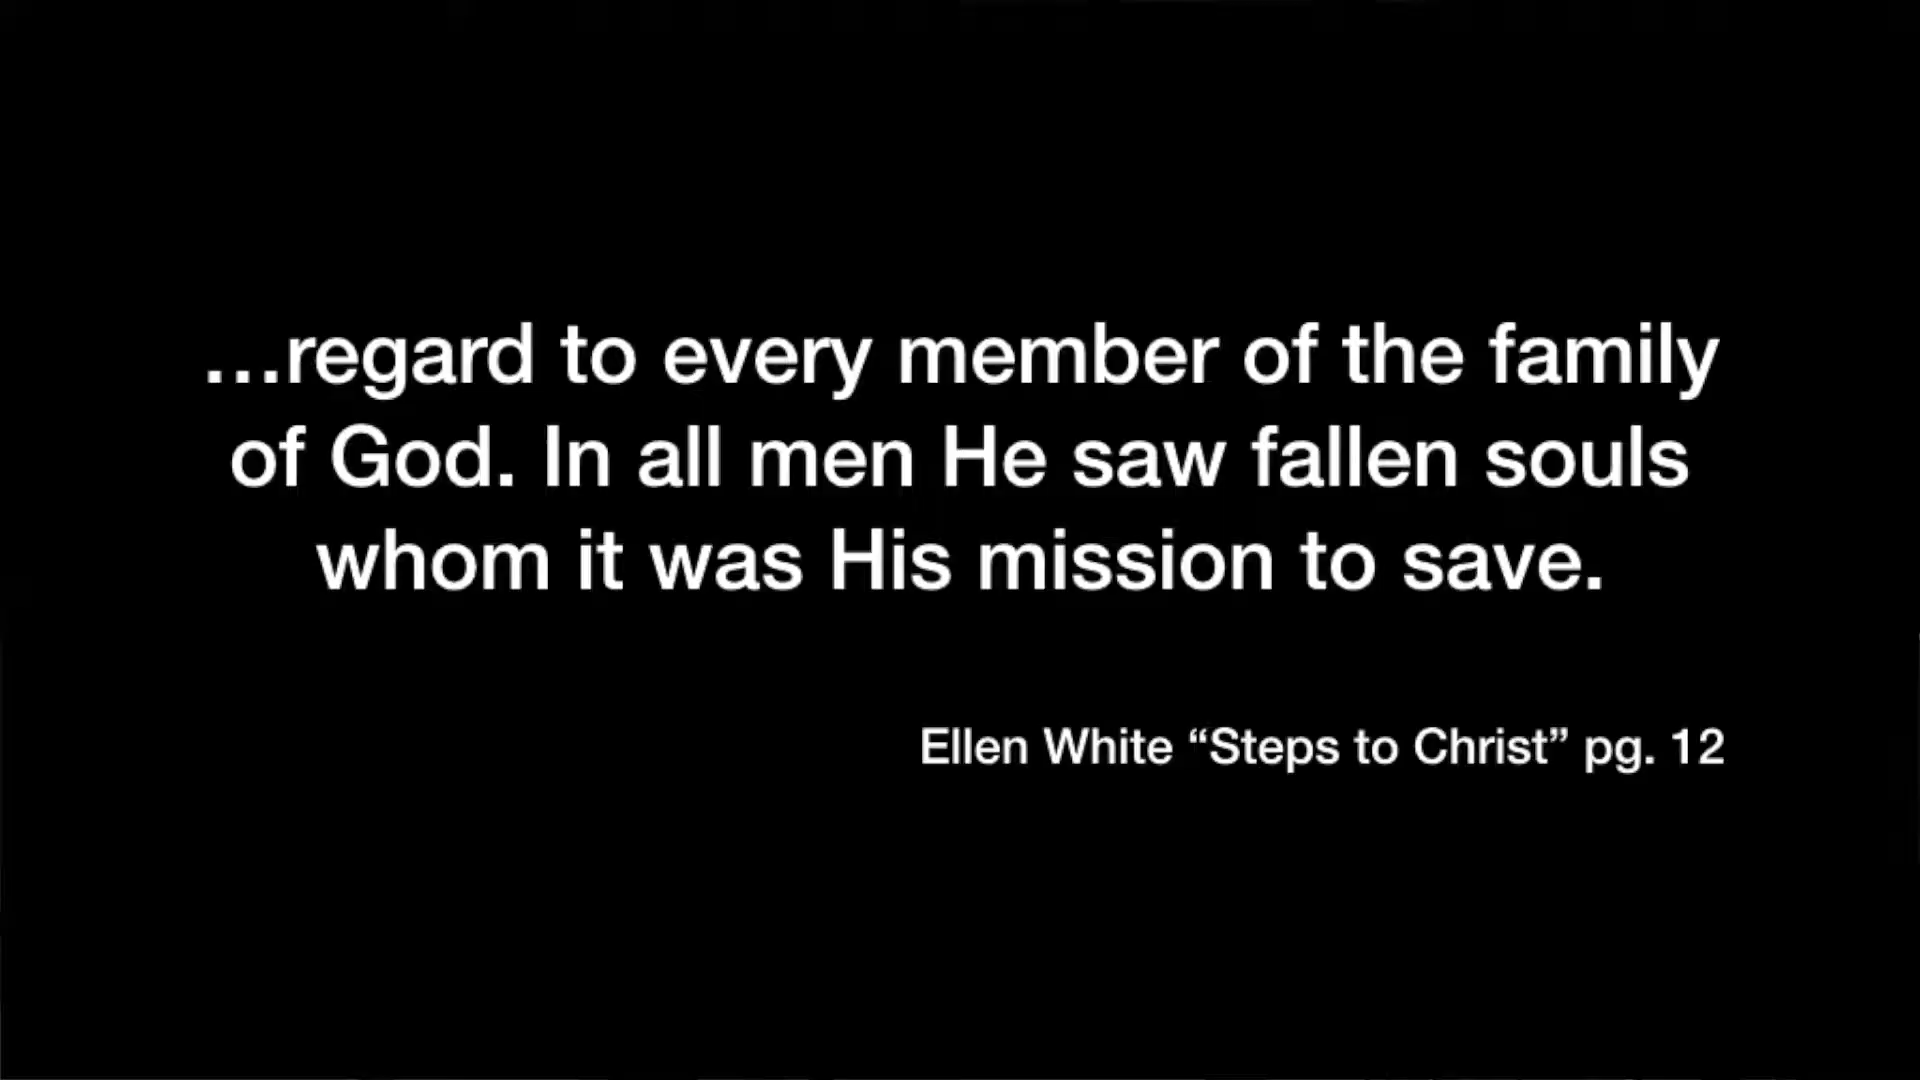 ...regard to every member of the family
of God. In all men He saw fallen souls
whom it was His mission to save.
Ellen White “Steps to Christ” pg. 12